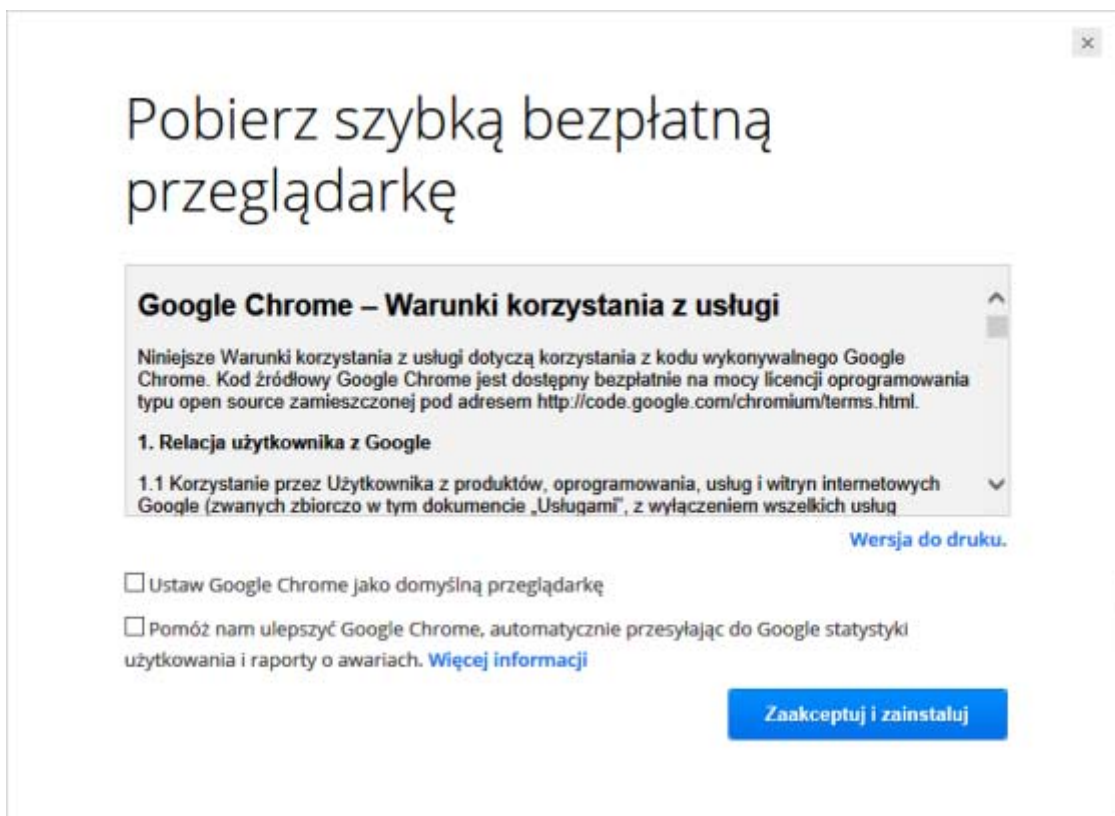 Pobierz szybką bezpłatną
przeglądarkę
Google Chrome – Warunki korzystania z usługi
Niniejsze Warunki korzystania z usługi dotyczą korzystania z kodu wykonywalnego Google
Chrome. Kod źródłowy Google Chrome jest dostępny bezpłatnie na mocy licencji oprogramowania
typu open source zamieszczonej pod adresem http://code.google.com/chromium/terms.html.
1. Relacja użytkownika z Google
1.1 Korzystanie przez Użytkownika z produktów, oprogramowania, usług i witryn internetowych
Google (zwanych zbiorczo w tym dokumencie „Usługami”, z wyłączeniem wszelkich usług
Wersja do druku.
Ustaw Google Chrome jako domyślną przeglądarkę
Pomóż nam ulepszyć Google Chrome, automatycznie przesyłając do Google statystyki
użytkowania i raporty o awariach. Więcej informacji
Zaakceptuj i zainstaluj